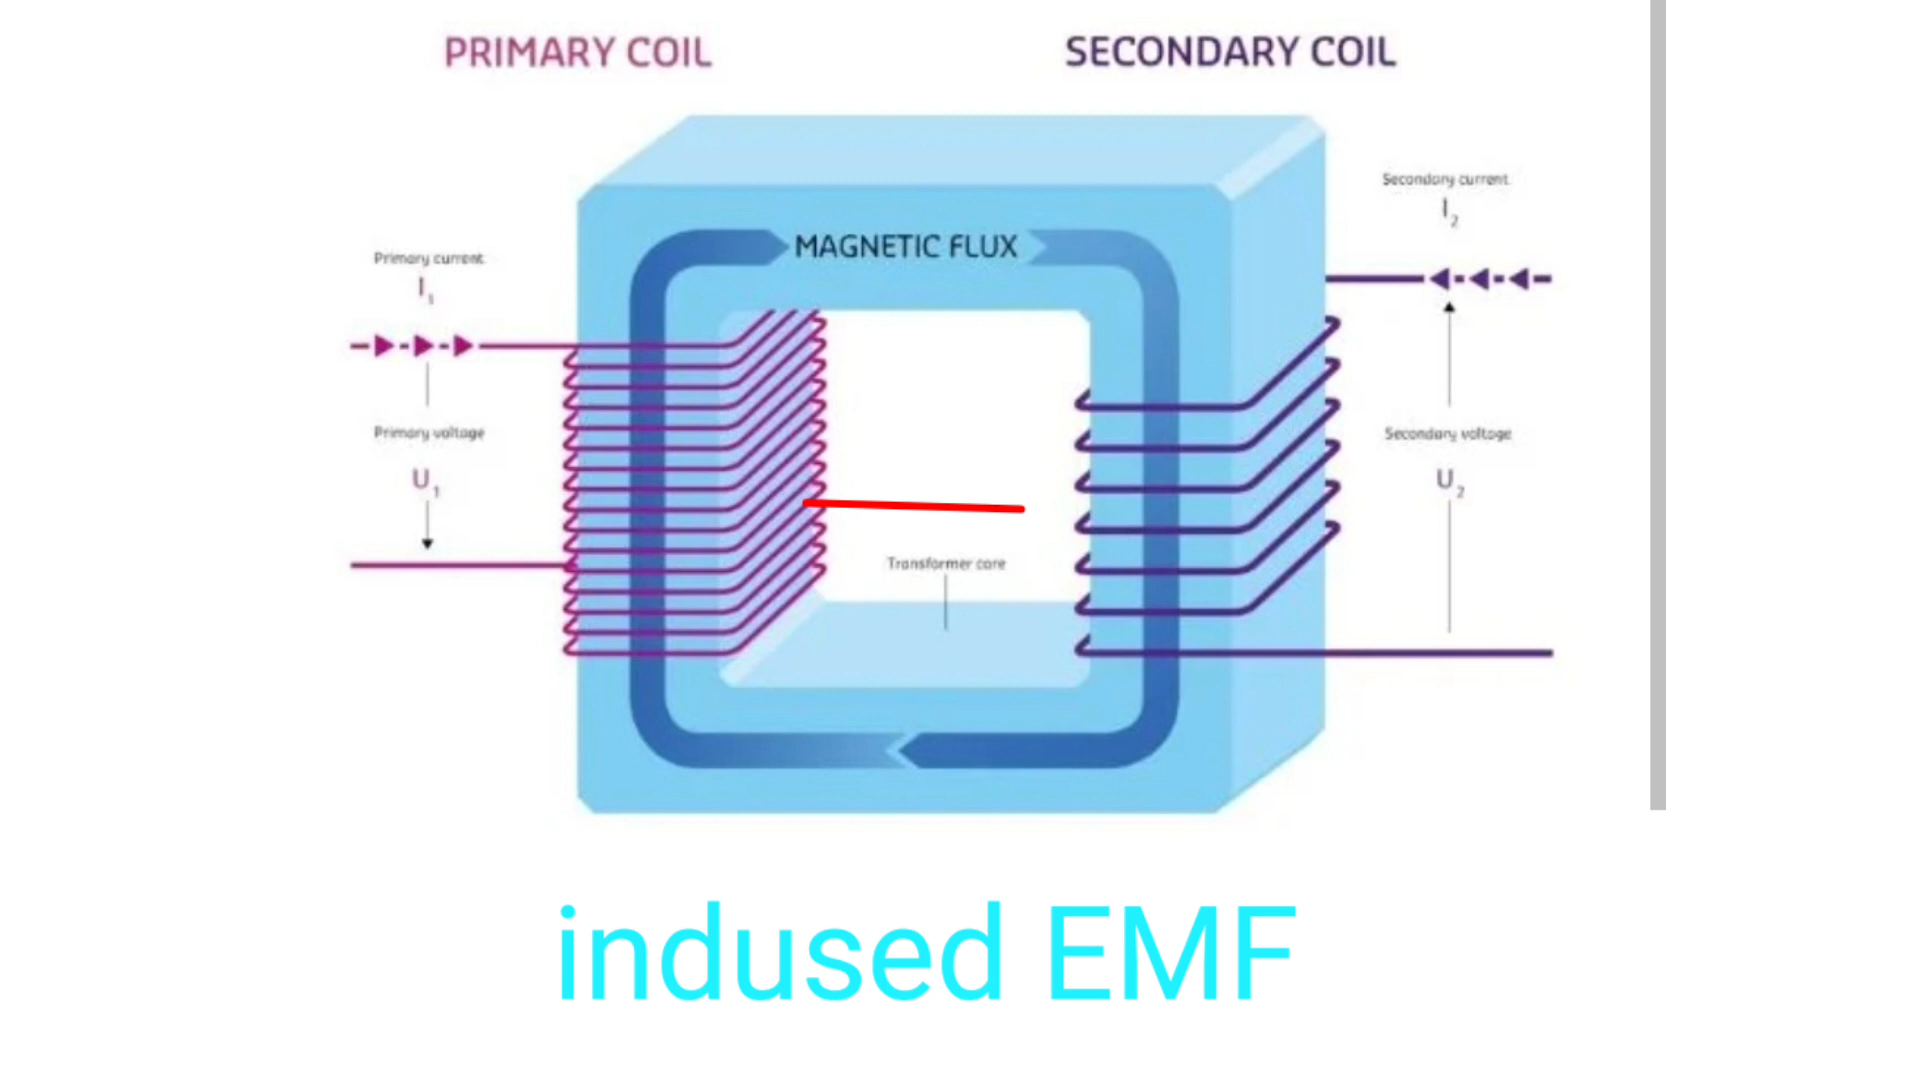 PRIMARY COIL
SECONDARY COIL
Secondary current
I2
MAGNETIC FLUX
Primary current
I1
Primary voltage
U1
Secondary voltage
U2
Transformer core
indused EMF